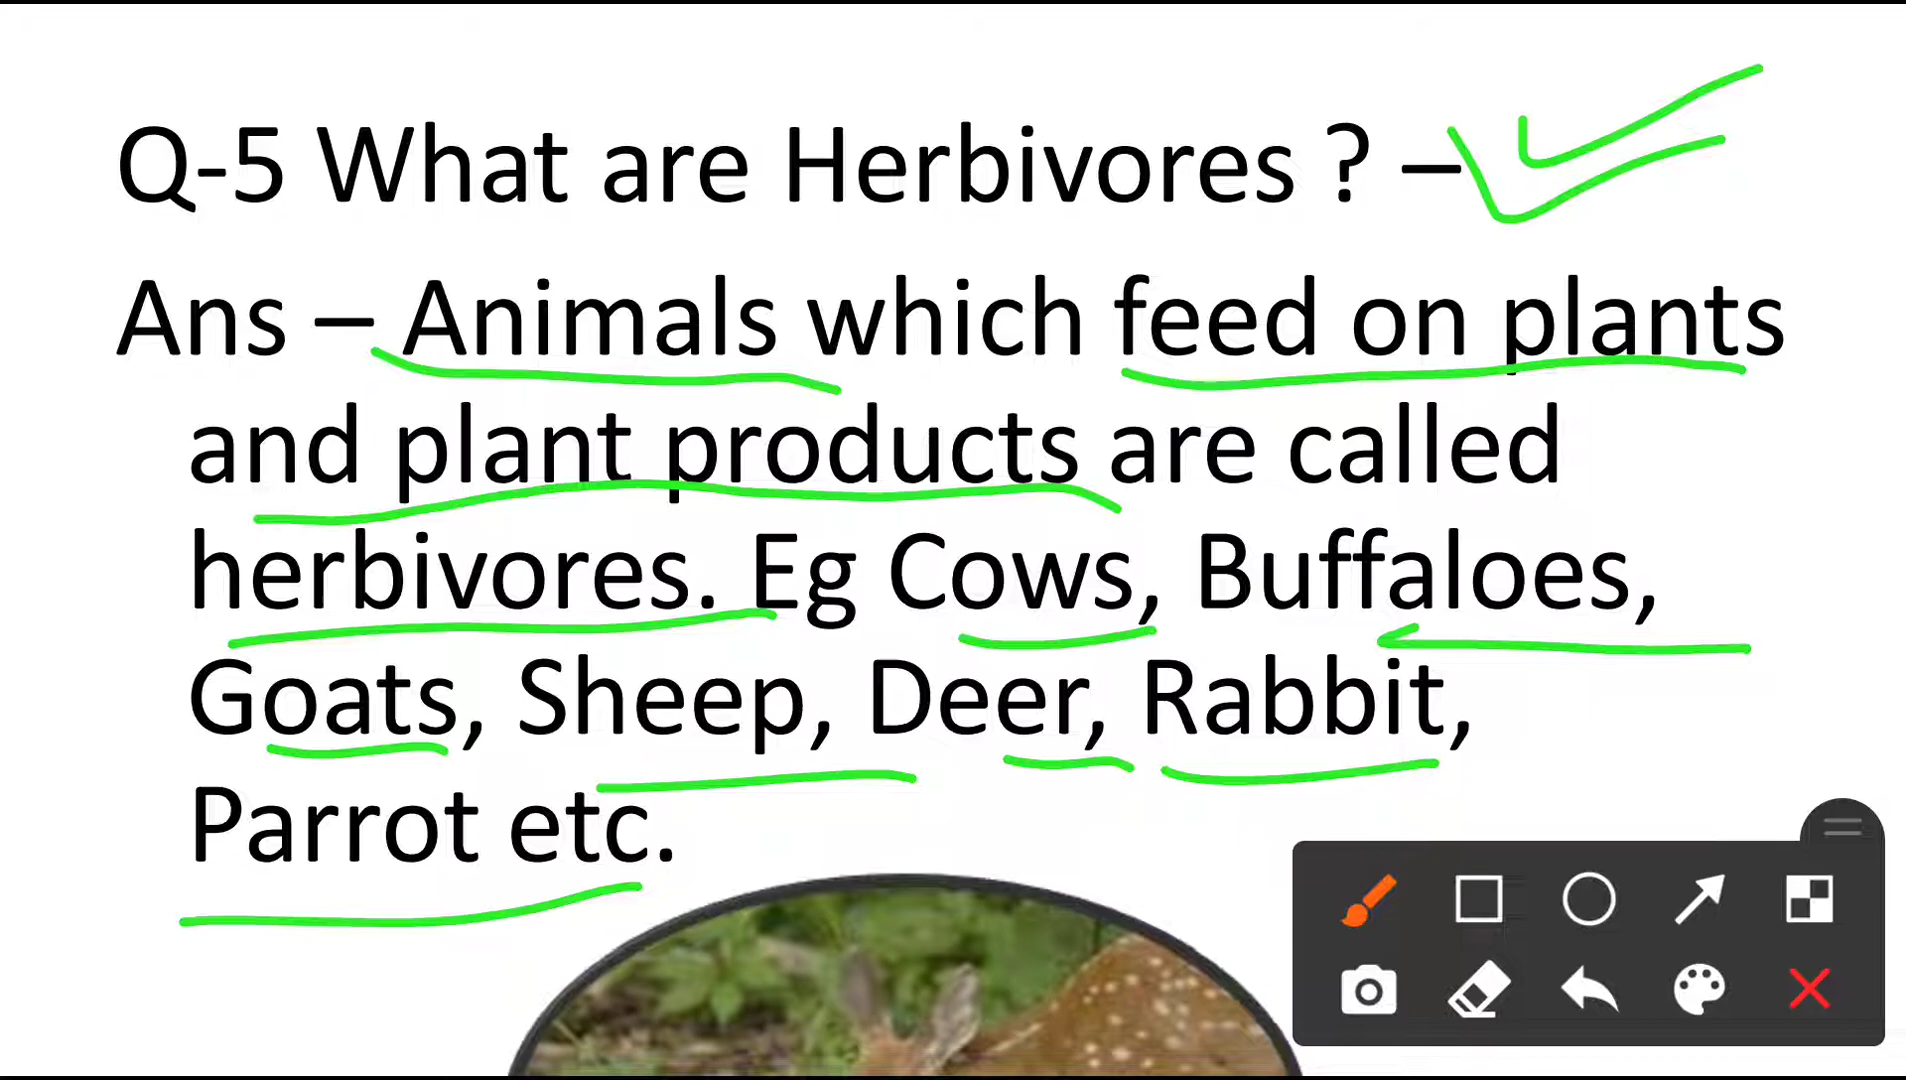 Q-5 What are Herbivores ? –
Ans – Animals which feed on plants
and plant products are called
herbivores. Eg Cows, Buffaloes,
Goats, Sheep, Deer, Rabbit,
Parrot etc.